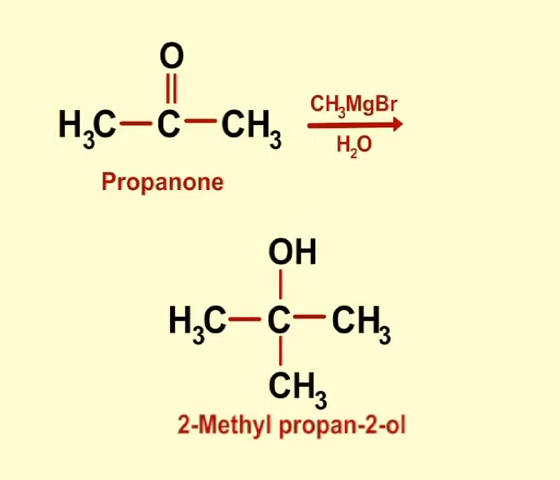 O
H₃C—C—CH₃
CH₃MgBr
H₂O
Propanone
OH
H₃C—C—CH₃
CH₃
2-Methyl propan-2-ol